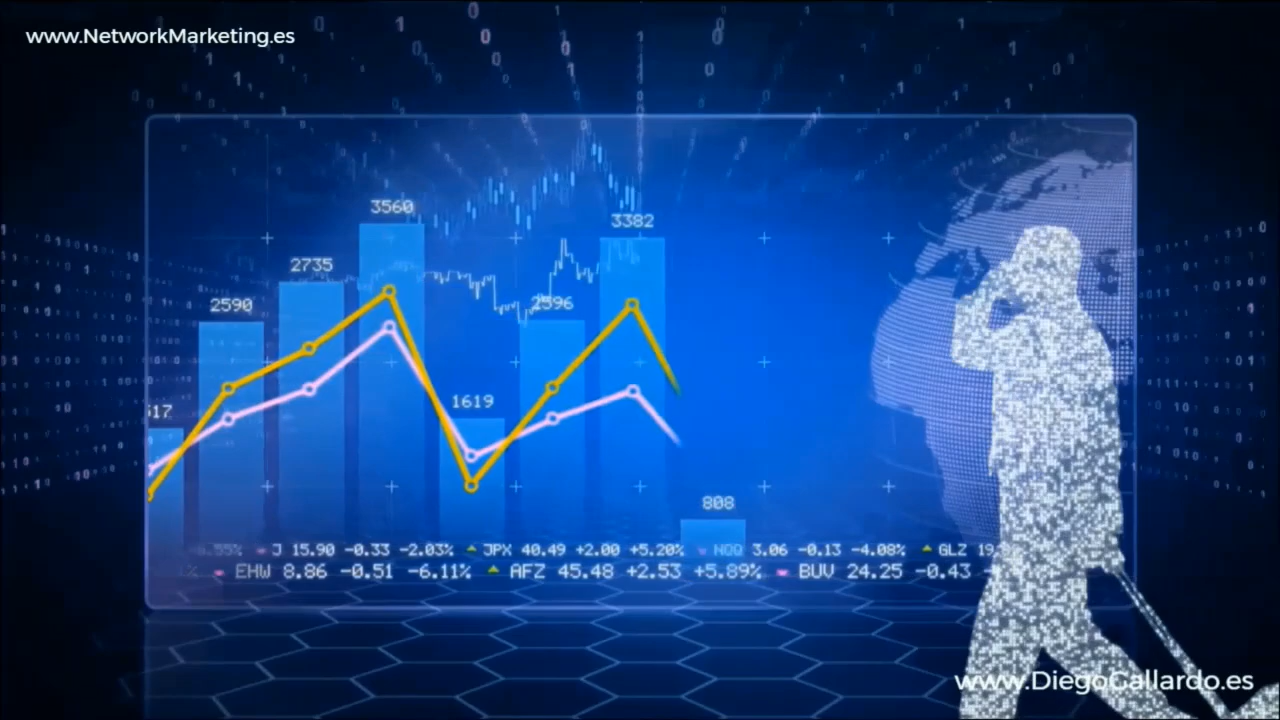 www.NetworkMarketing.es
3560
3382
2735
2590
2596
1619
808
J 15.90 -0.33 -2.03% JPX 40.49 +2.00 +5.20% 3.06 -0.13 -4.08% GLZ
EHW 8.86 -0.51 -6.11% AFZ 45.48 +2.53 +5.89% BUV 24.25 -0.43
www.DiegoGallardo.es